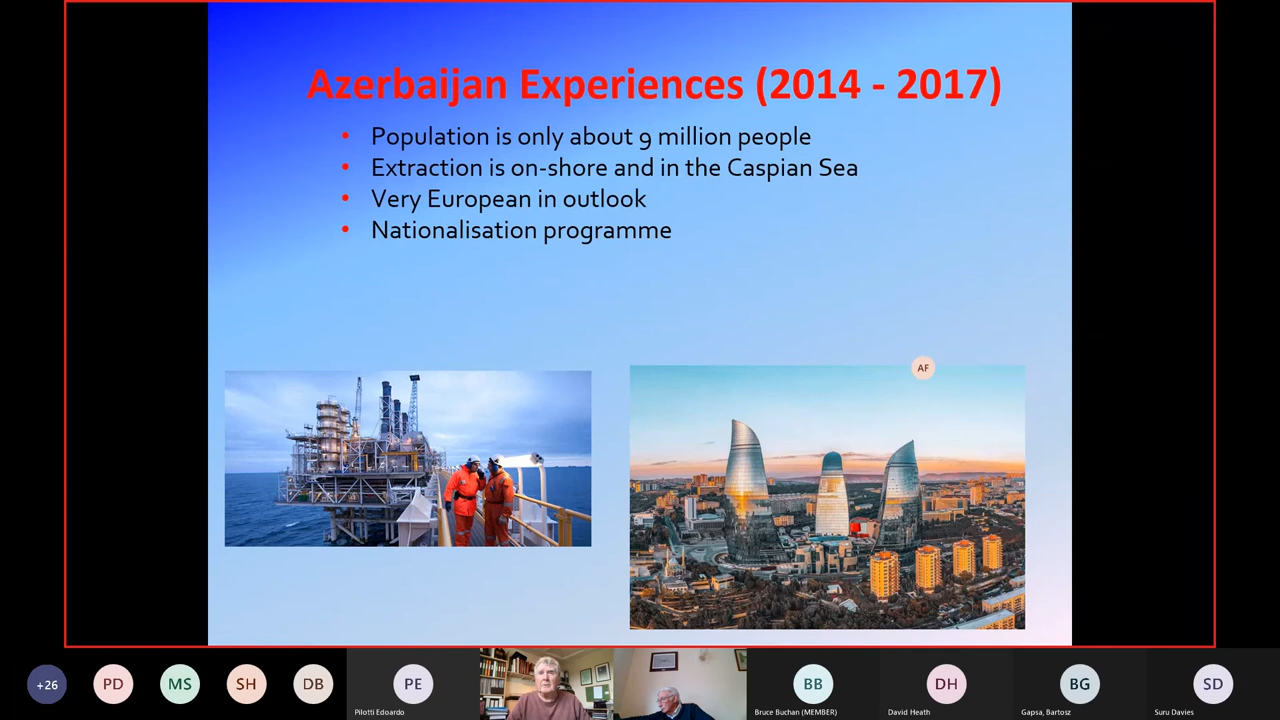 Azerbaijan Experiences (2014 - 2017)
• Population is only about 9 million people
• Extraction is on-shore and in the Caspian Sea
• Very European in outlook
• Nationalisation programme
AF
+26
PD
MS
SH
DB
PE
Pilotti Edoardo
BB
Bruce Buchan (MEMBER)
DH
David Heath
BG
Gapsa, Bartosz
SD
Suru Davies